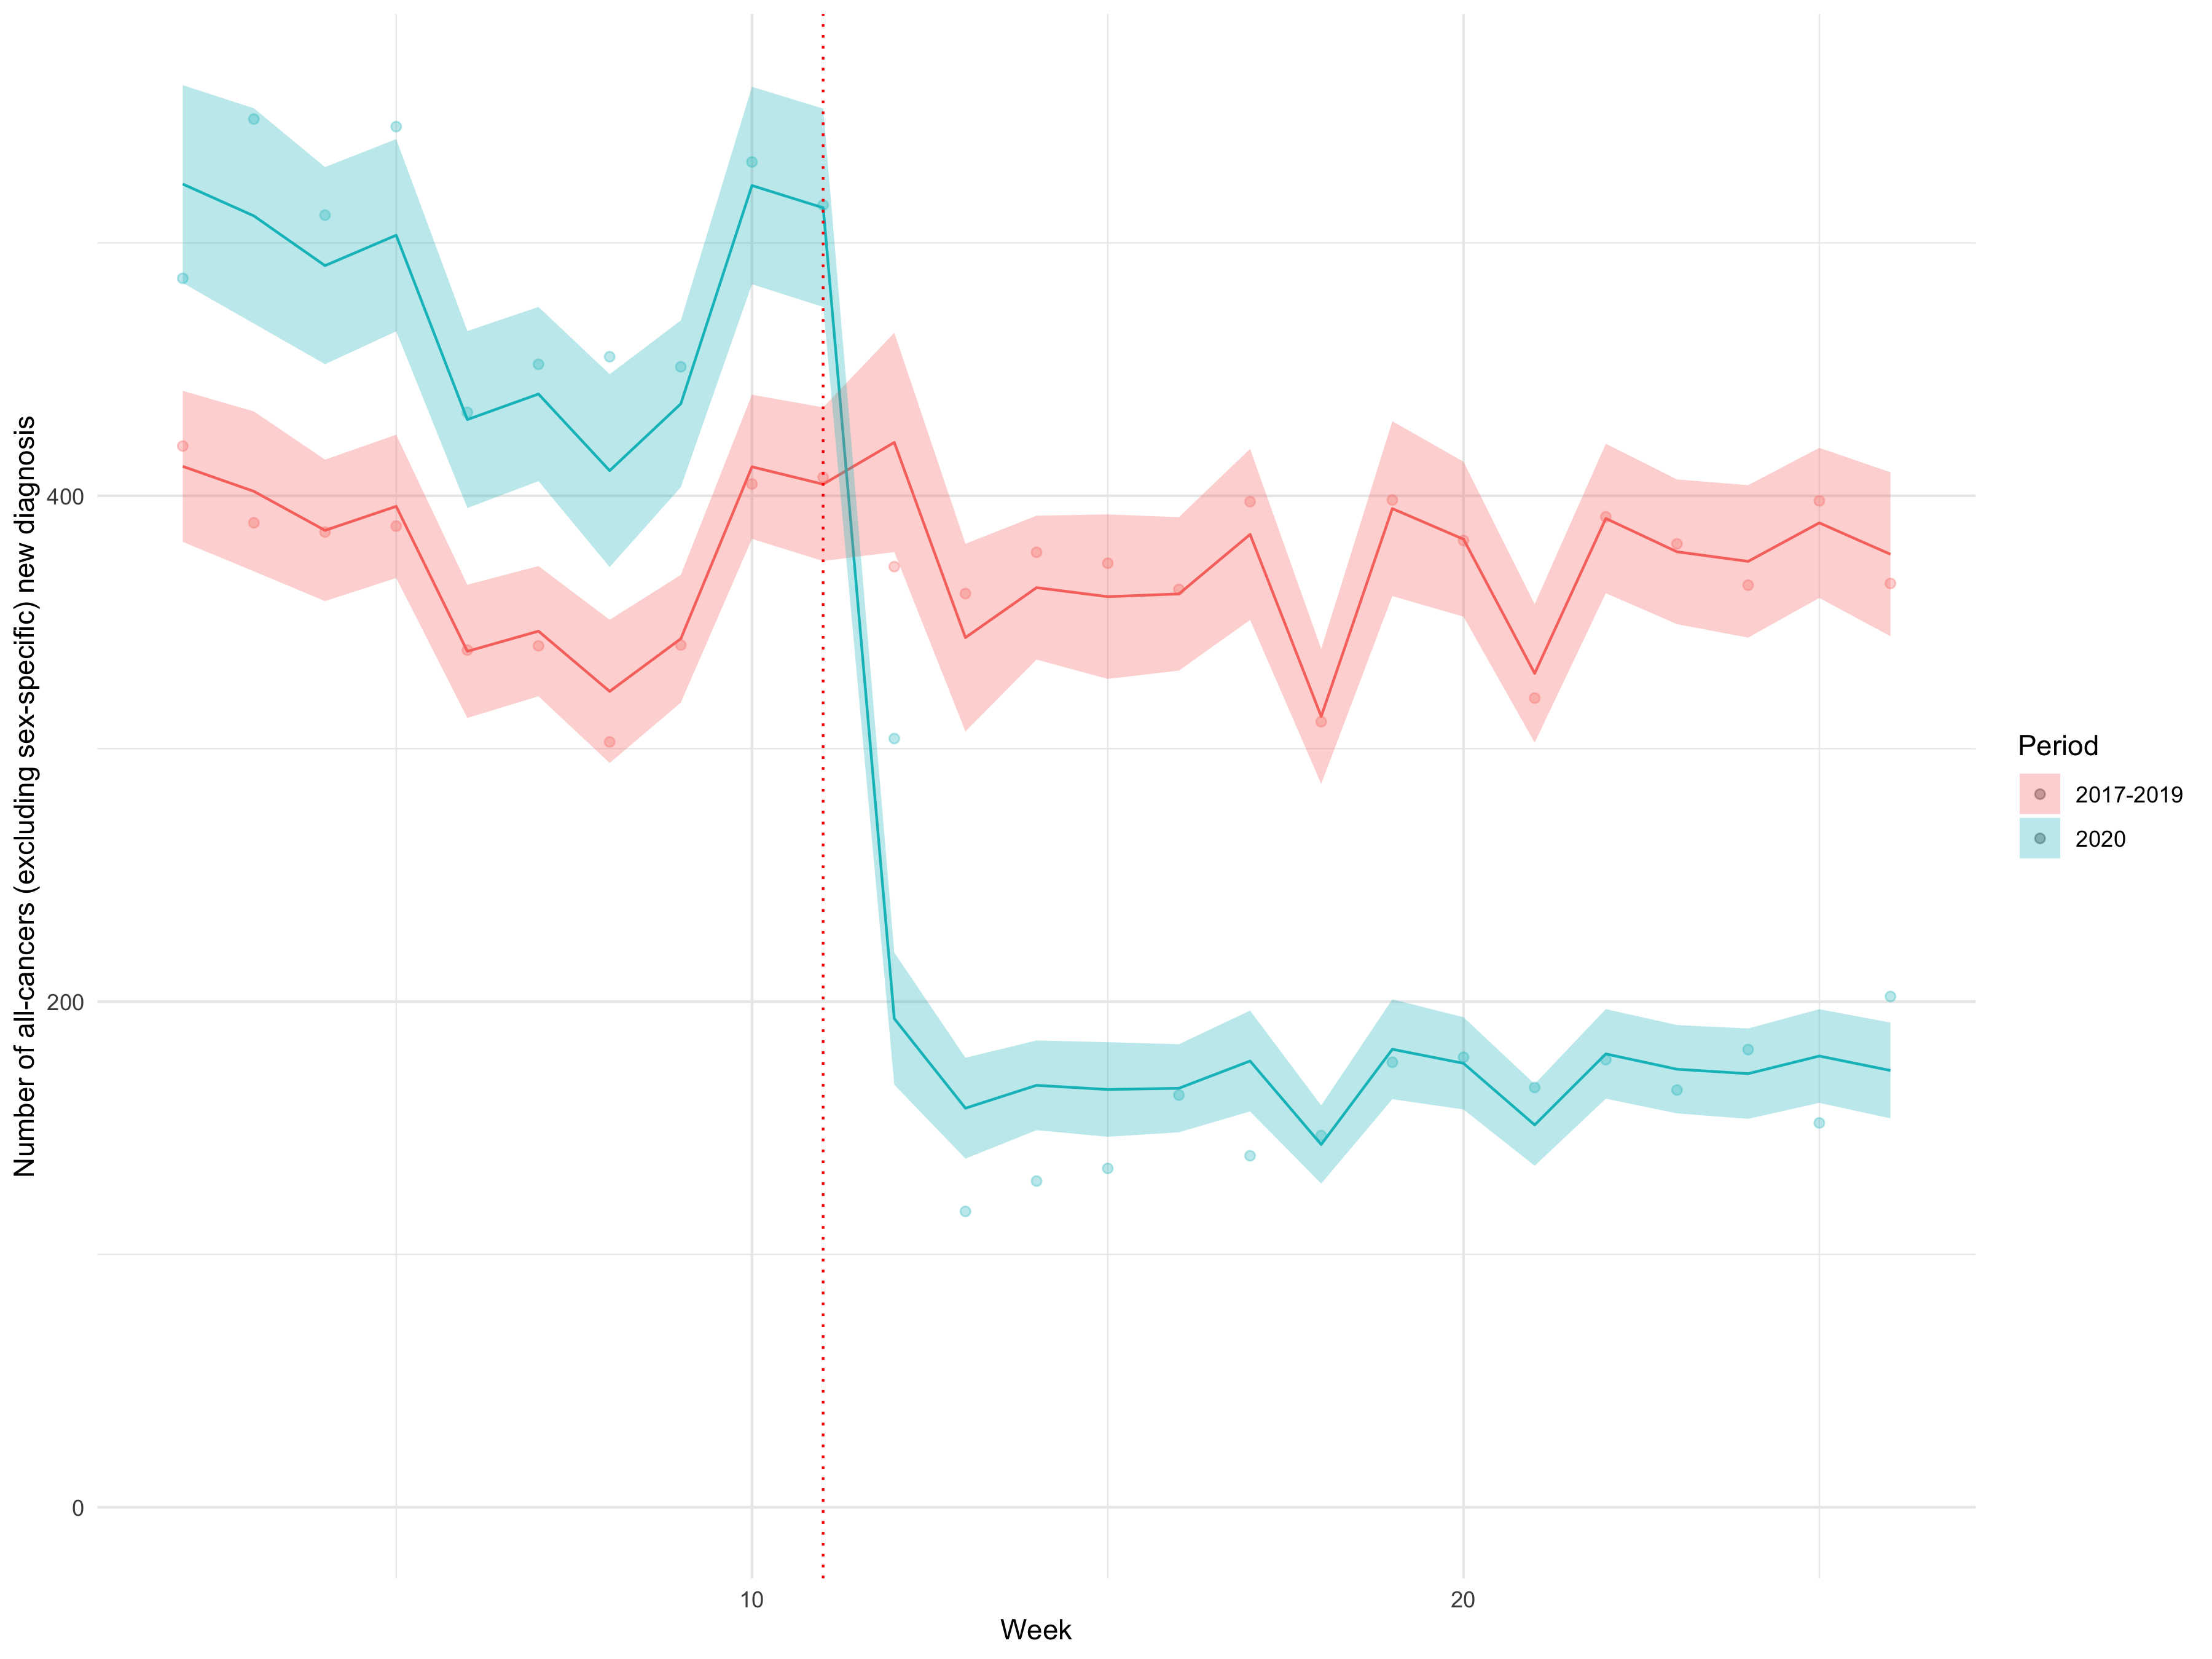 Number of all-cancers (excluding sex-specific) new diagnosis
400
200
0
10
20
Week
Period
2017-2019
2020